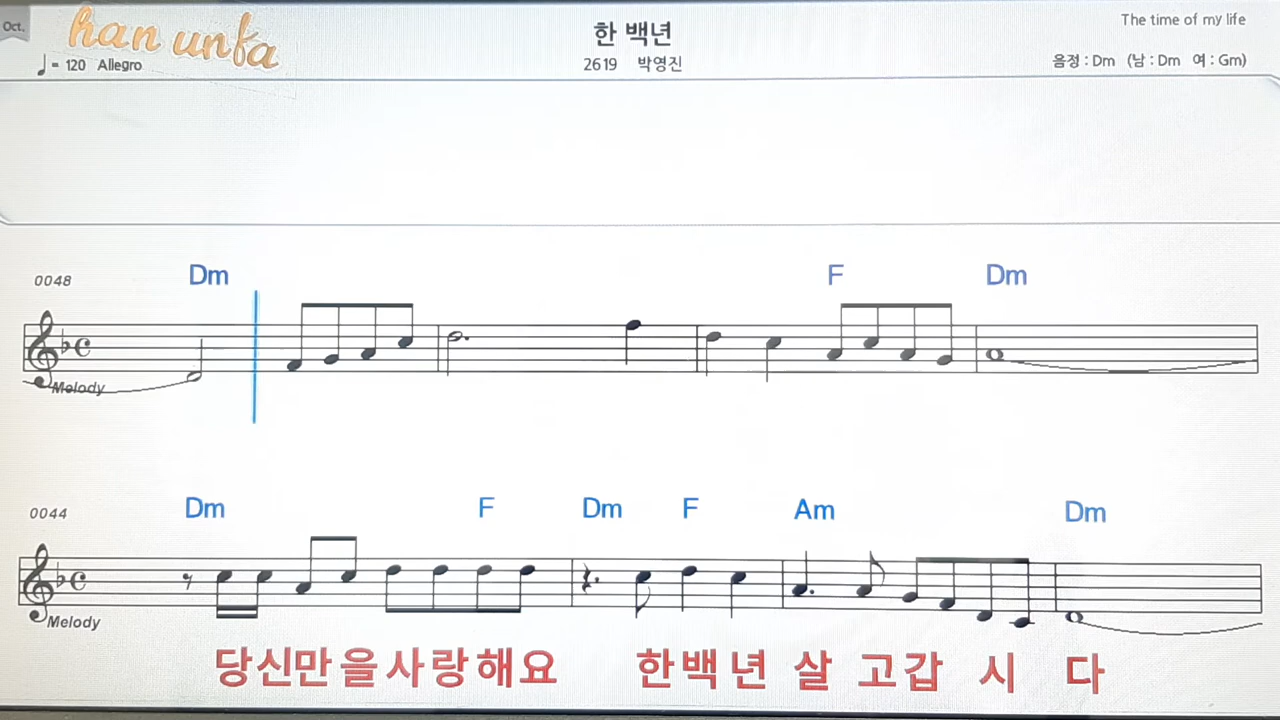 Oct.
han unfa
한 백년
The time of my life
= 120 Allegro
2619 박영진
음정 : Dm (남 : Dm 여 : Gm)
0048 Dm F Dm
Melody
0044 Dm F Dm F Am Dm
Melody
당신만을사랑해요 한백년 살 고갑 시 다